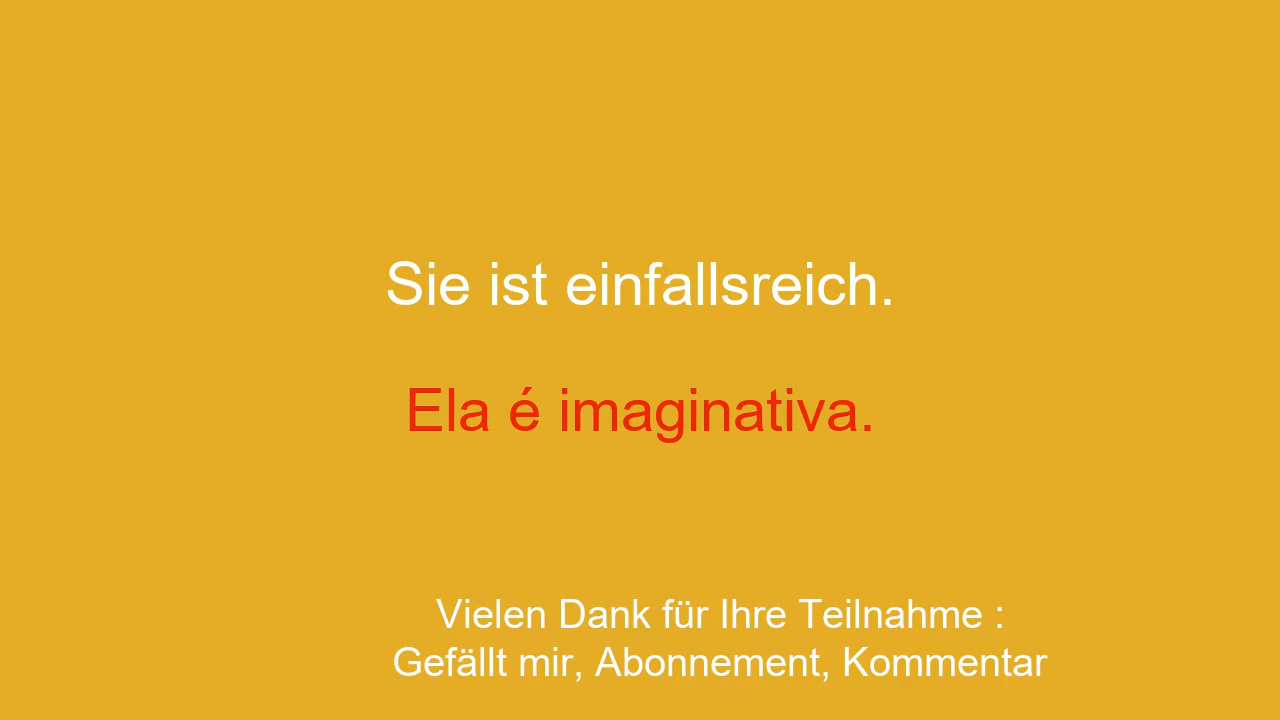 Sie ist einfallsreich.
Ela é imaginativa.
Vielen Dank für Ihre Teilnahme :
Gefällt mir, Abonnement, Kommentar